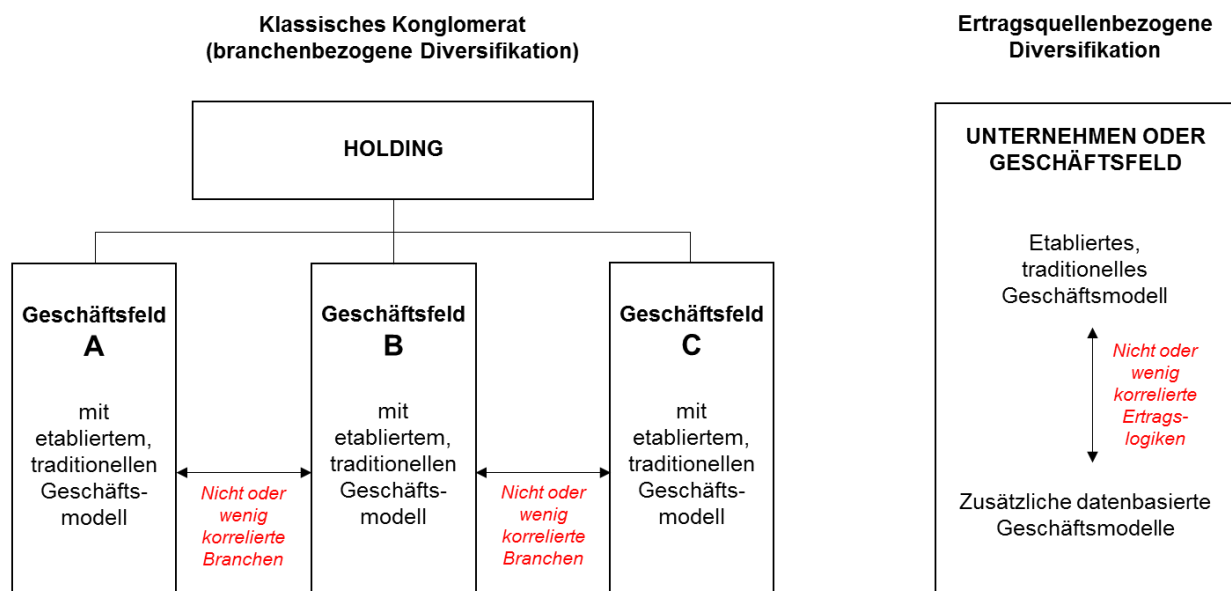 Klassisches Konglomerat
(branchenbezogene Diversifikation)
HOLDING
Geschäftsfeld
A
mit
etabliertem,
traditionellen
Geschäfts-
modell
Nicht oder
wenig
korrelierte
Branchen
Geschäftsfeld
B
mit
etabliertem,
traditionellen
Geschäfts-
modell
Nicht oder
wenig
korrelierte
Branchen
Geschäftsfeld
C
mit
etabliertem,
traditionellen
Geschäfts-
modell
Ertragsquellenbezogene
Diversifikation
UNTERNEHMEN ODER
GESCHÄFTSFELD
Etabliertes,
traditionelles
Geschäftsmodell
Nicht oder
wenig
korrelierte
Ertrags-
logiken
Zusätzliche datenbasierte
Geschäftsmodelle